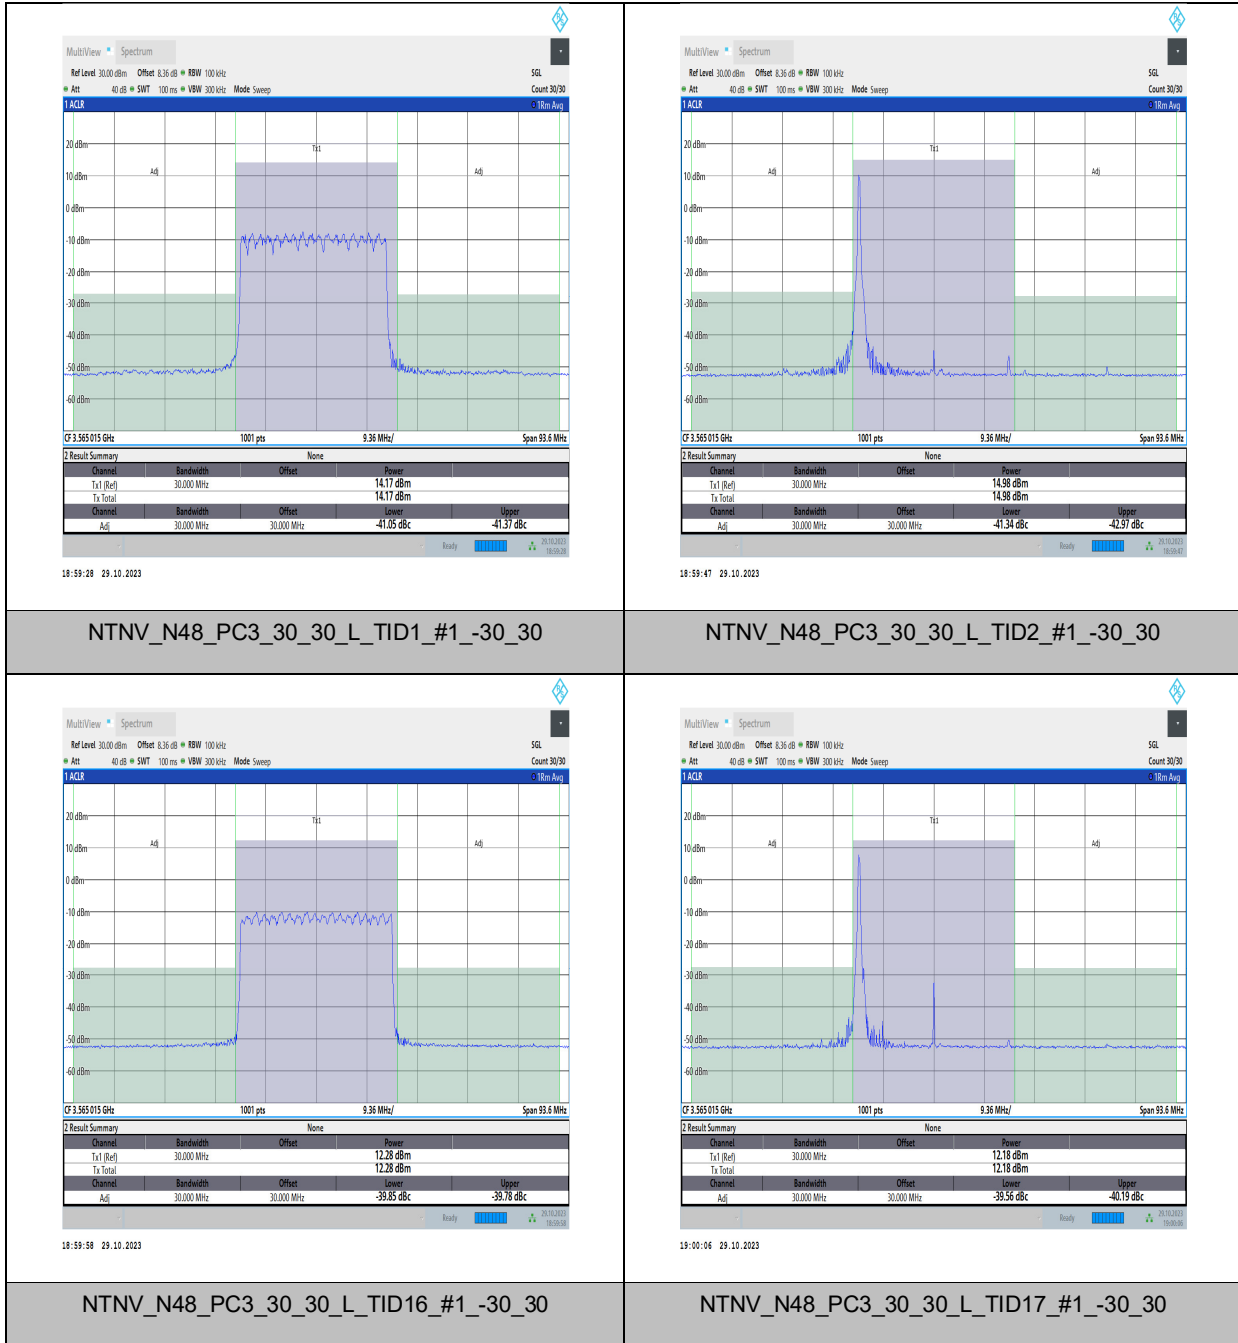 MultiView Spectrum
Ref Level 30.00 dBm Offset 8.36 dB RBW 100 kHz SGL
Att 40 dB SWT 100 ms VBW 300 kHz Mode Sweep Count 30/30
1 ACLR 1Rm Avg
Tx1
Adj Adj
20 dBm
10 dBm
0 dBm
-10 dBm
-20 dBm
-30 dBm
-40 dBm
-50 dBm
-60 dBm
CF 3.565 015 GHz 1001 pts 9.36 MHz/ Span 93.6 MHz
2 Result Summary None
Channel Bandwidth Offset Power
Tx1 (Ref) 30.000 MHz 14.17 dBm
Tx Total 14.17 dBm
Channel Bandwidth Offset Lower Upper
Adj 30.000 MHz 30.000 MHz -41.05 dBc -41.37 dBc
Ready 29.10.2023
18:59:28
18:59:28 29.10.2023
NTNV_N48_PC3_30_30_L_TID1_#1_-30_30
MultiView Spectrum
Ref Level 30.00 dBm Offset 8.36 dB RBW 100 kHz SGL
Att 40 dB SWT 100 ms VBW 300 kHz Mode Sweep Count 30/30
1 ACLR 1Rm Avg
Tx1
Adj Adj
20 dBm
10 dBm
0 dBm
-10 dBm
-20 dBm
-30 dBm
-40 dBm
-50 dBm
-60 dBm
CF 3.565 015 GHz 1001 pts 9.36 MHz/ Span 93.6 MHz
2 Result Summary None
Channel Bandwidth Offset Power
Tx1 (Ref) 30.000 MHz 14.98 dBm
Tx Total 14.98 dBm
Channel Bandwidth Offset Lower Upper
Adj 30.000 MHz 30.000 MHz -41.34 dBc -42.97 dBc
Ready 29.10.2023
18:59:47
18:59:47 29.10.2023
NTNV_N48_PC3_30_30_L_TID2_#1_-30_30
MultiView Spectrum
Ref Level 30.00 dBm Offset 8.36 dB RBW 100 kHz SGL
Att 40 dB SWT 100 ms VBW 300 kHz Mode Sweep Count 30/30
1 ACLR 1Rm Avg
Tx1
Adj Adj
20 dBm
10 dBm
0 dBm
-10 dBm
-20 dBm
-30 dBm
-40 dBm
-50 dBm
-60 dBm
CF 3.565 015 GHz 1001 pts 9.36 MHz/ Span 93.6 MHz
2 Result Summary None
Channel Bandwidth Offset Power
Tx1 (Ref) 30.000 MHz 12.28 dBm
Tx Total 12.28 dBm
Channel Bandwidth Offset Lower Upper
Adj 30.000 MHz 30.000 MHz -39.85 dBc -39.78 dBc
Ready 29.10.2023
18:59:58
18:59:58 29.10.2023
NTNV_N48_PC3_30_30_L_TID16_#1_-30_30
MultiView Spectrum
Ref Level 30.00 dBm Offset 8.36 dB RBW 100 kHz SGL
Att 40 dB SWT 100 ms VBW 300 kHz Mode Sweep Count 30/30
1 ACLR 1Rm Avg
Tx1
Adj Adj
20 dBm
10 dBm
0 dBm
-10 dBm
-20 dBm
-30 dBm
-40 dBm
-50 dBm
-60 dBm
CF 3.565 015 GHz 1001 pts 9.36 MHz/ Span 93.6 MHz
2 Result Summary None
Channel Bandwidth Offset Power
Tx1 (Ref) 30.000 MHz 12.18 dBm
Tx Total 12.18 dBm
Channel Bandwidth Offset Lower Upper
Adj 30.000 MHz 30.000 MHz -39.56 dBc -40.19 dBc
Ready 29.10.2023
19:00:06
19:00:06 29.10.2023
NTNV_N48_PC3_30_30_L_TID17_#1_-30_30